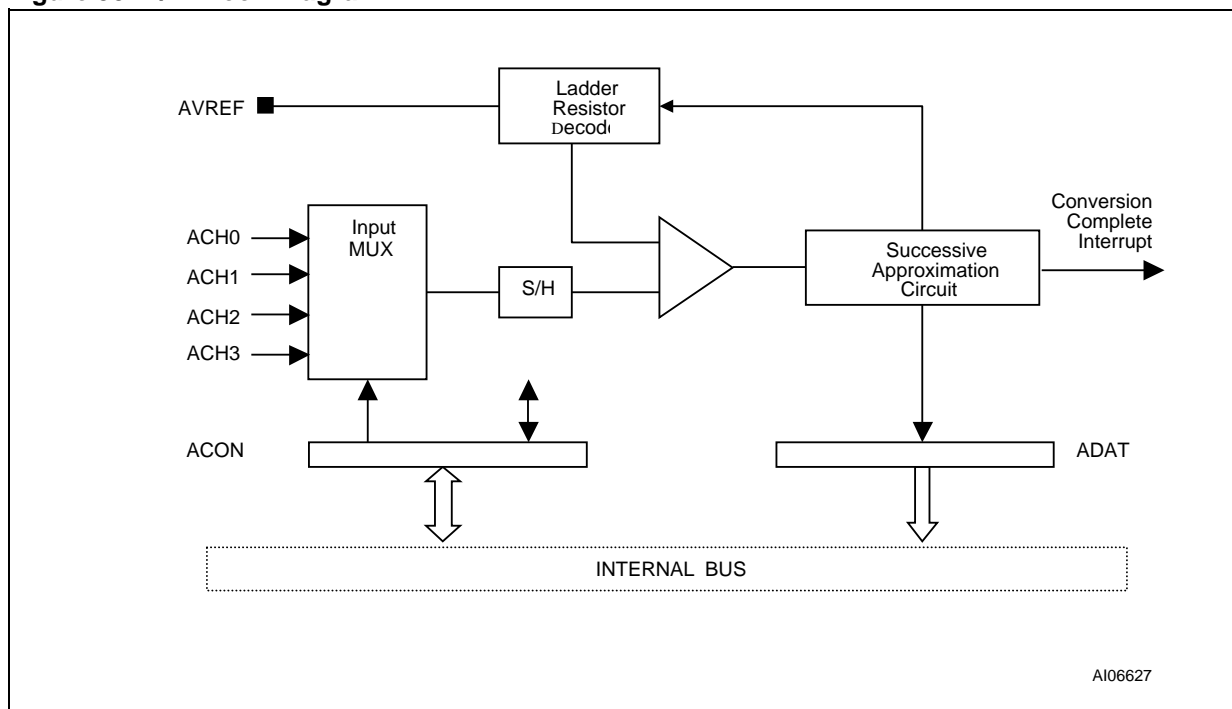 AVREF
Ladder
Resistor
ACH0
ACH1
ACH2
ACH3
Input
MUX
S/H
Successive
Approximation
Circuit
Conversion
Complete
Interrupt
ACON
ADAT
INTERNAL BUS
AI06627